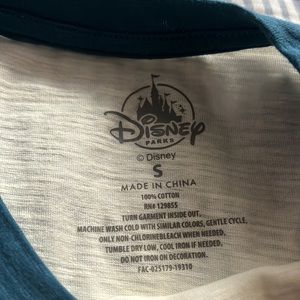 Disney
PARKS
© Disney
S
MADE IN CHINA
100% COTTON
RN# 129855
TURN GARMENT INSIDE OUT,
MACHINE WASH COLD WITH SIMILAR COLORS, GENTLE CYCLE,
ONLY NON-CHLORINEBLEACH WHEN NEEDED.
TUMBLE DRY LOW, COOL IRON IF NEEDED.
DO NOT IRON ON DECORATION.
FAC-025179-19310